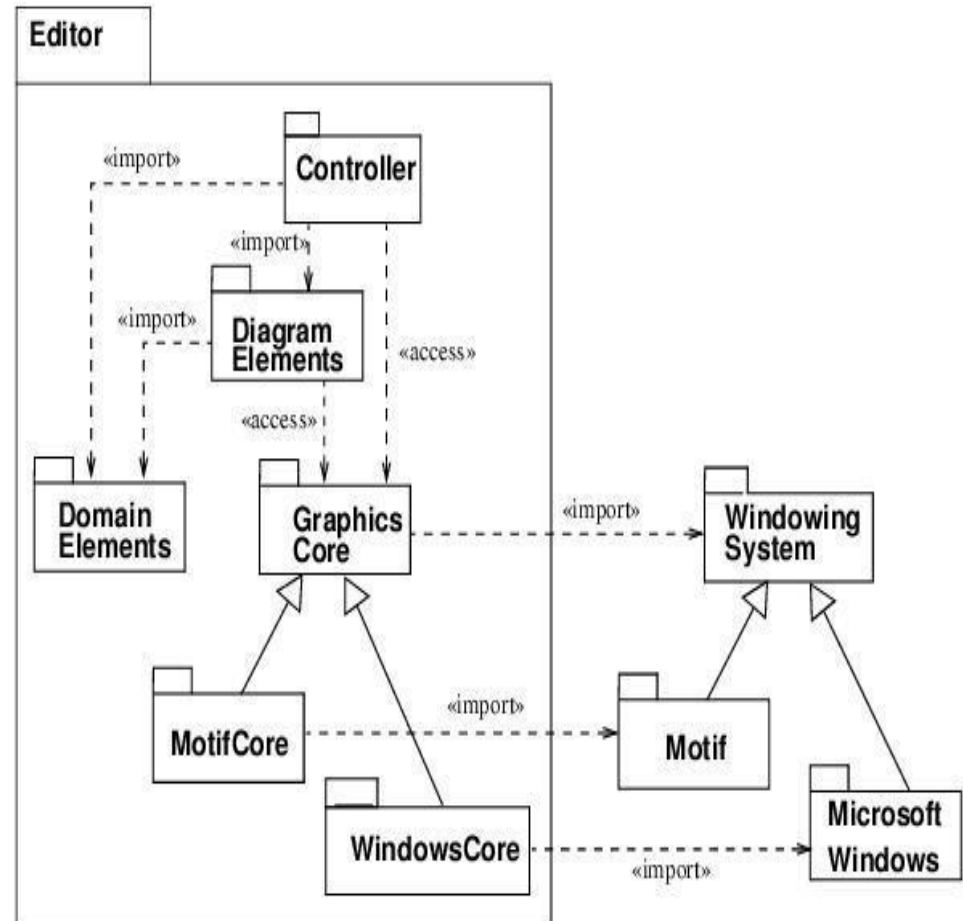 Editor
«import»
Controller
«import»
«import»
Diagram
Elements
«access»
«access»
Domain
Elements
Graphics
Core
«import»
Windowing
System
MotifCore
«import»
Motif
WindowsCore
«import»
Microsoft
Windows